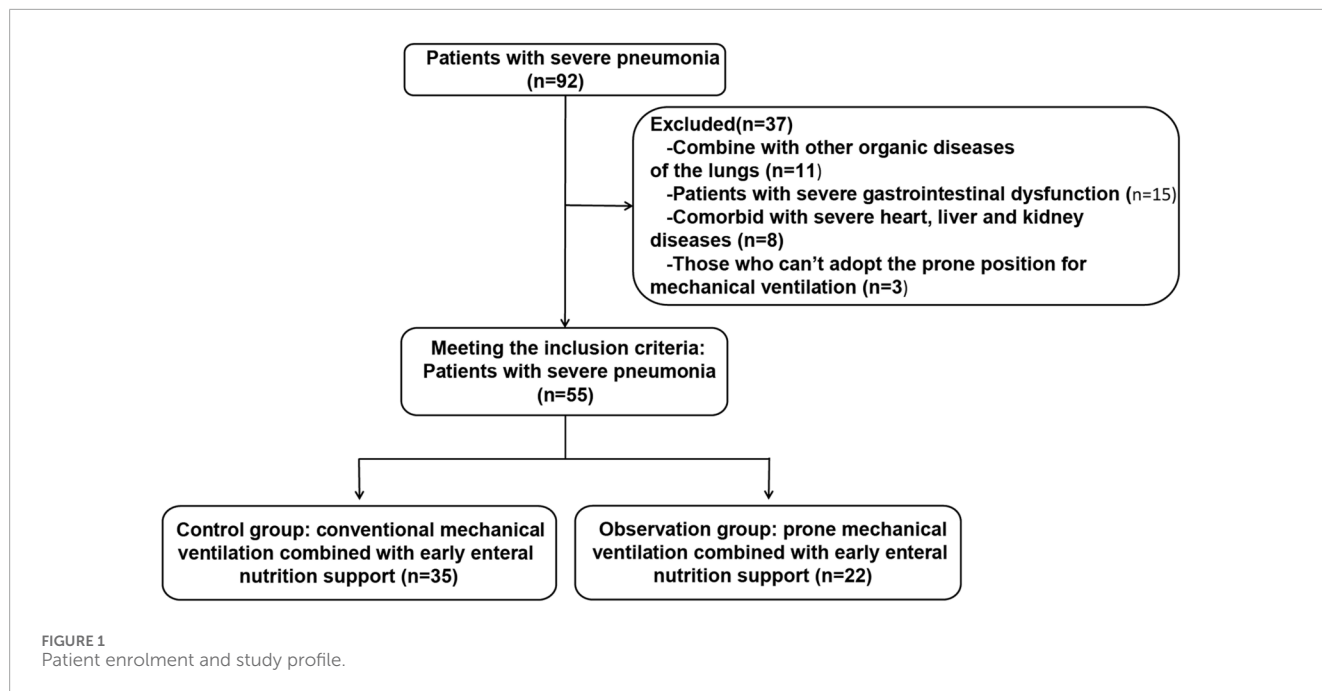 Patients with severe pneumonia
(n=92)
Excluded(n=37)
-Combine with other organic diseases
of the lungs (n=11)
-Patients with severe gastrointestinal dysfunction (n=15)
-Comorbid with severe heart, liver and kidney
diseases (n=8)
-Those who can’t adopt the prone position for
mechanical ventilation (n=3)
Meeting the inclusion criteria:
Patients with severe pneumonia
(n=55)
Control group: conventional mechanical
ventilation combined with early enteral
nutrition support (n=35)
Observation group: prone mechanical
ventilation combined with early enteral
nutrition support (n=22)
FIGURE 1
Patient enrolment and study profile.